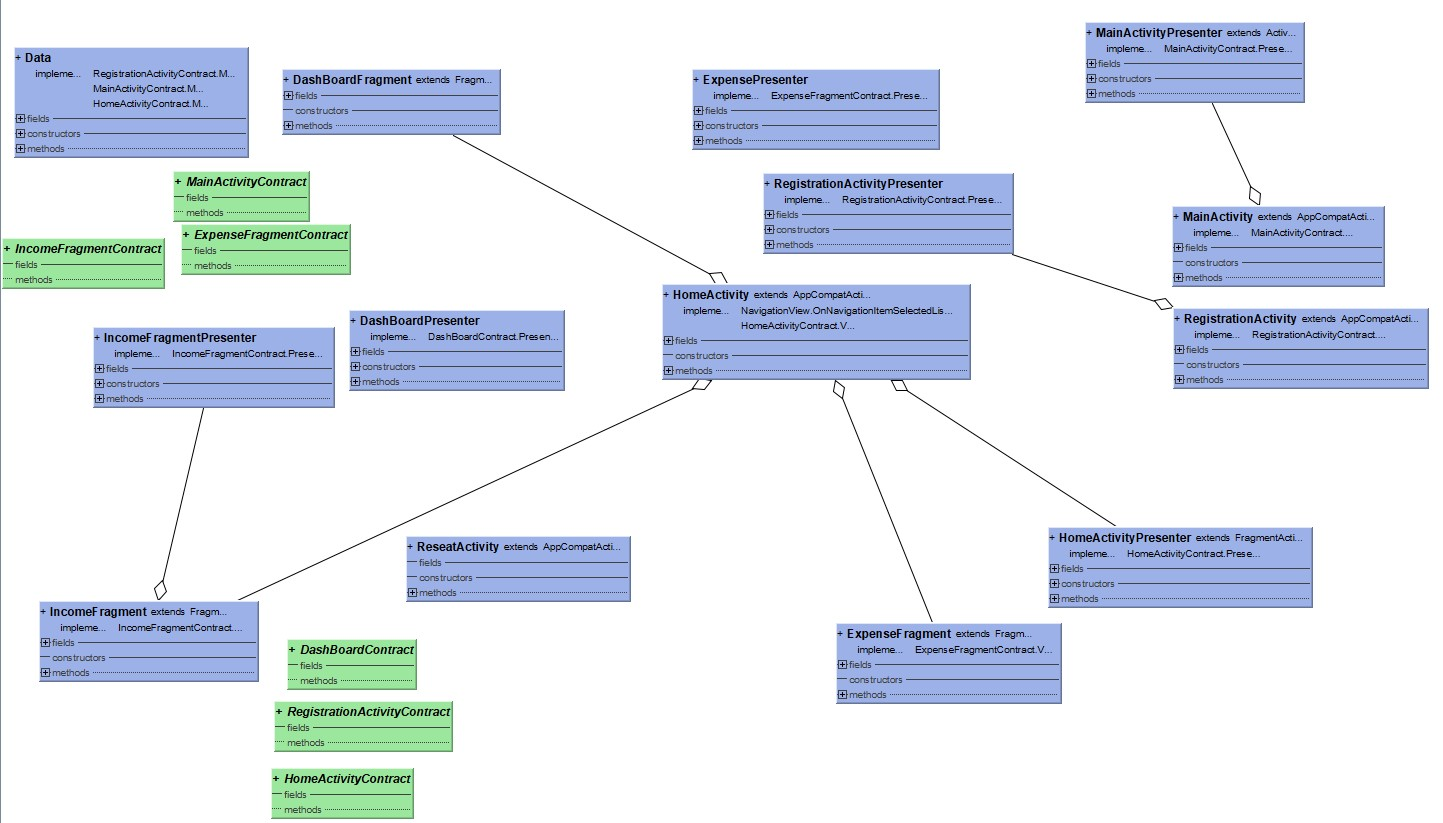 + Data
impleme... RegistrationActivityContract.M...
MainActivityContract.M...
HomeActivityContract.M...
fields
constructors
methods
+ DashBoardFragment extends Fragm...
fields
constructors
methods
+ ExpensePresenter
impleme... ExpenseFragmentContract.Prese...
fields
constructors
methods
+ MainActivityPresenter extends Activ...
impleme... MainActivityContract.Prese...
fields
constructors
methods
+ MainActivityContract
fields
methods
+ ExpenseFragmentContract
fields
methods
+ IncomeFragmentContract
fields
methods
+ RegistrationActivityPresenter
impleme... RegistrationActivityContract.Prese...
fields
constructors
methods
+ MainActivity extends AppCompatActi...
impleme... MainActivityContract....
fields
constructors
methods
+ HomeActivity extends AppCompatActi...
impleme... NavigationView.OnNavigationItemSelectedLis...
HomeActivityContract.V...
fields
constructors
methods
+ RegistrationActivity extends AppCompatActi...
impleme... RegistrationActivityContract....
fields
constructors
methods
+ IncomeFragmentPresenter
impleme... IncomeFragmentContract.Prese...
fields
constructors
methods
+ DashBoardPresenter
impleme... DashBoardContract.Presen...
fields
constructors
methods
+ ReseatActivity extends AppCompatActi...
fields
constructors
methods
+ HomeActivityPresenter extends FragmentActi...
impleme... HomeActivityContract.Prese...
fields
constructors
methods
+ IncomeFragment extends Fragm...
impleme... IncomeFragmentContract....
fields
constructors
methods
+ ExpenseFragment extends Fragm...
impleme... ExpenseFragmentContract.V...
fields
constructors
methods
+ DashBoardContract
fields
methods
+ RegistrationActivityContract
fields
methods
+ HomeActivityContract
fields
methods